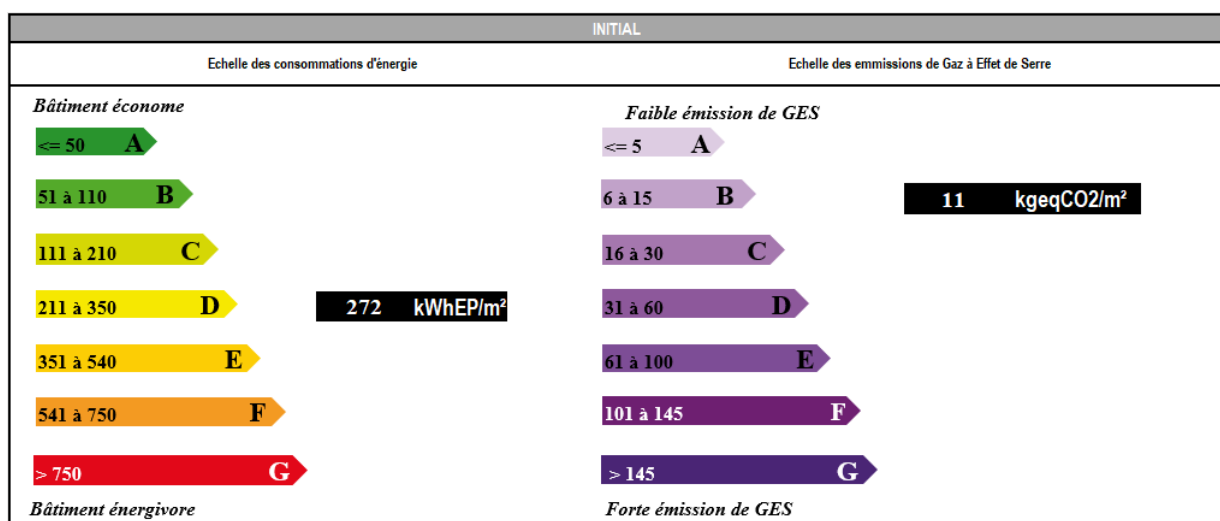 INITIAL
Echelle des consommations d'énergie
Echelle des emmissions de Gaz à Effet de Serre
Bâtiment économe
<= 50 A
51 à 110 B
111 à 210 C
211 à 350 D
272 kWhEP/m²
351 à 540 E
541 à 750 F
> 750 G
Bâtiment énergivore
Faible émission de GES
<= 5 A
6 à 15 B
11 kgeqCO2/m²
16 à 30 C
31 à 60 D
61 à 100 E
101 à 145 F
> 145 G
Forte émission de GES